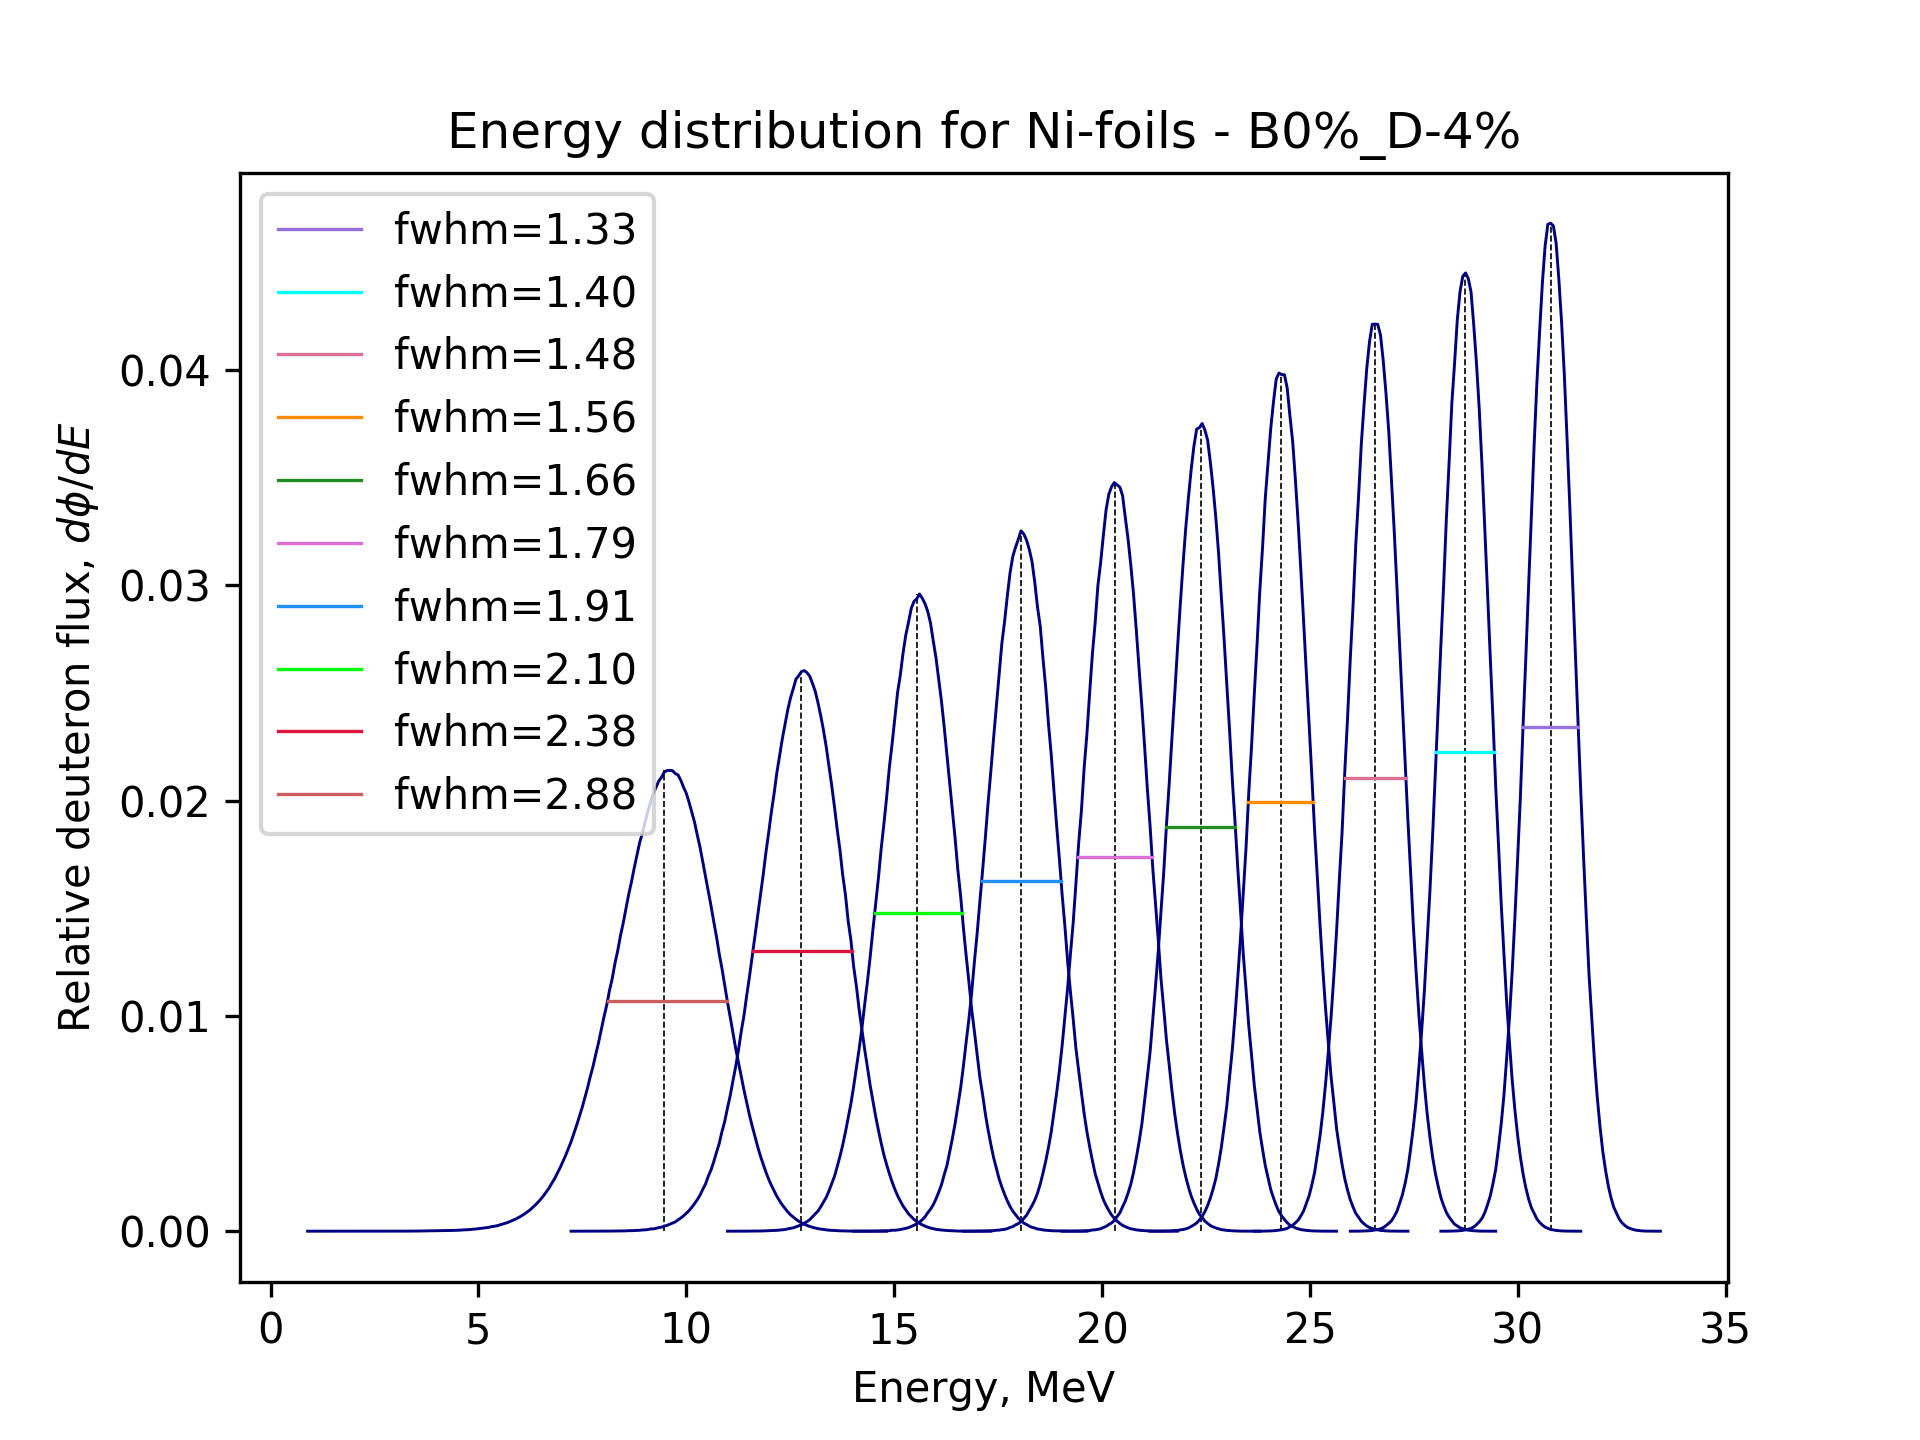 Energy distribution for Ni-foils - B0%_D-4%
fwhm=1.33
fwhm=1.40
fwhm=1.48
fwhm=1.56
fwhm=1.66
fwhm=1.79
fwhm=1.91
fwhm=2.10
fwhm=2.38
fwhm=2.88
Relative deuteron flux, dϕ/dE
0.04
0.03
0.02
0.01
0.00
0 5 10 15 20 25 30 35
Energy, MeV